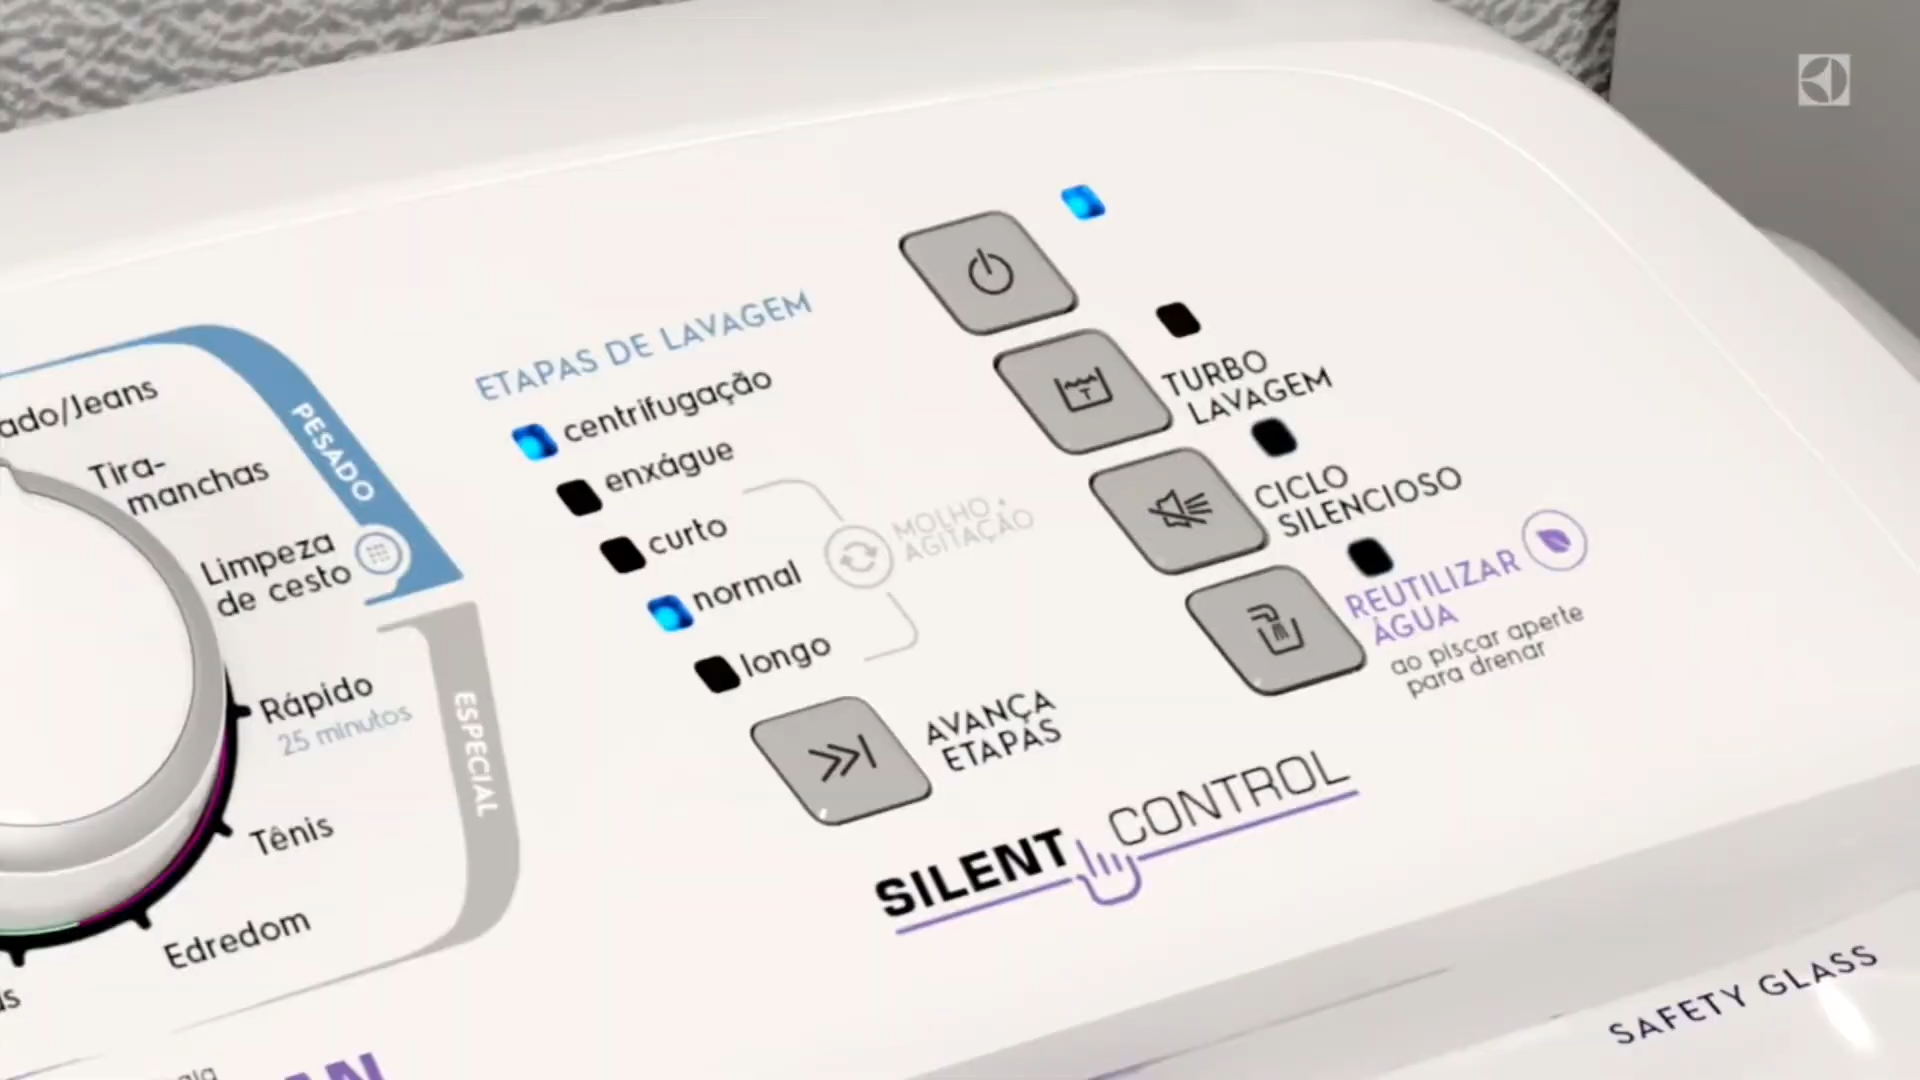 PESADO
Tira-
manchas
Limpeza
de cesto
Rápido
25 minutos
Tênis
Edredom
ESPECIAL
ETAPAS DE LAVAGEM
centrifugação
enxágue
curto
normal
longo
MOLHO +
AGITAÇÃO
AVANÇA
ETAPAS
TURBO
LAVAGEM
CICLO
SILENCIOSO
REUTILIZAR
ÁGUA
ao piscar aperte
para drenar
SILENT CONTROL
SAFETY GLASS